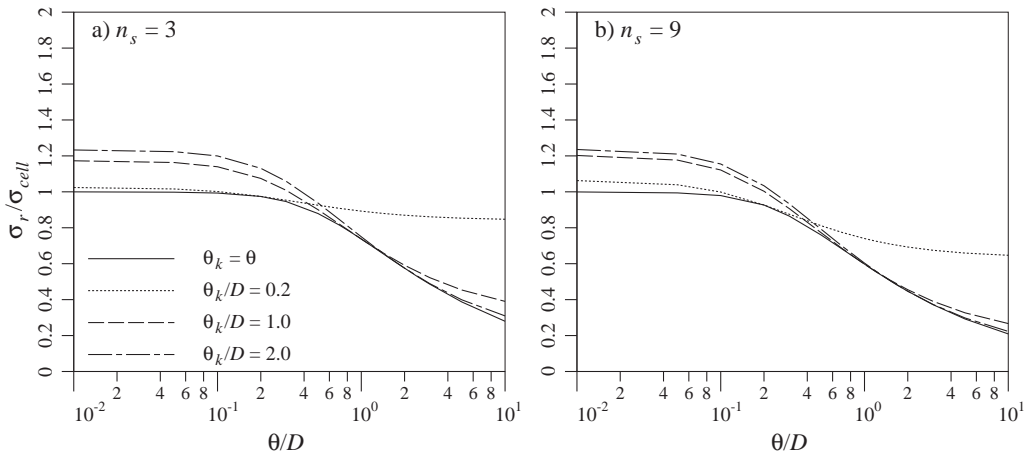 a) n_s = 3
σ_r/σ_cell
0 0.2 0.4 0.6 0.8 1 1.2 1.4 1.6 1.8 2
θ_k = θ
θ_k/D = 0.2
θ_k/D = 1.0
θ_k/D = 2.0
2 4 6 8 2 4 6 8 2 4 6 8
10^-2 10^-1 10^0 10^1
θ/D
b) n_s = 9
0 0.2 0.4 0.6 0.8 1 1.2 1.4 1.6 1.8 2
2 4 6 8 2 4 6 8 2 4 6 8
10^-2 10^-1 10^0 10^1
θ/D